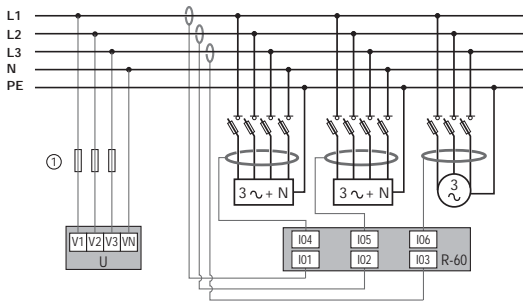 L1
L2
L3
N
PE
1
3 ∿ + N
3 ∿ + N
3
∿
V1 V2 V3 VN
U
I04 I05 I06
I01 I02 I03
R-60